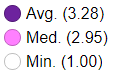 Avg. (3.28)
Med. (2.95)
Min. (1.00)